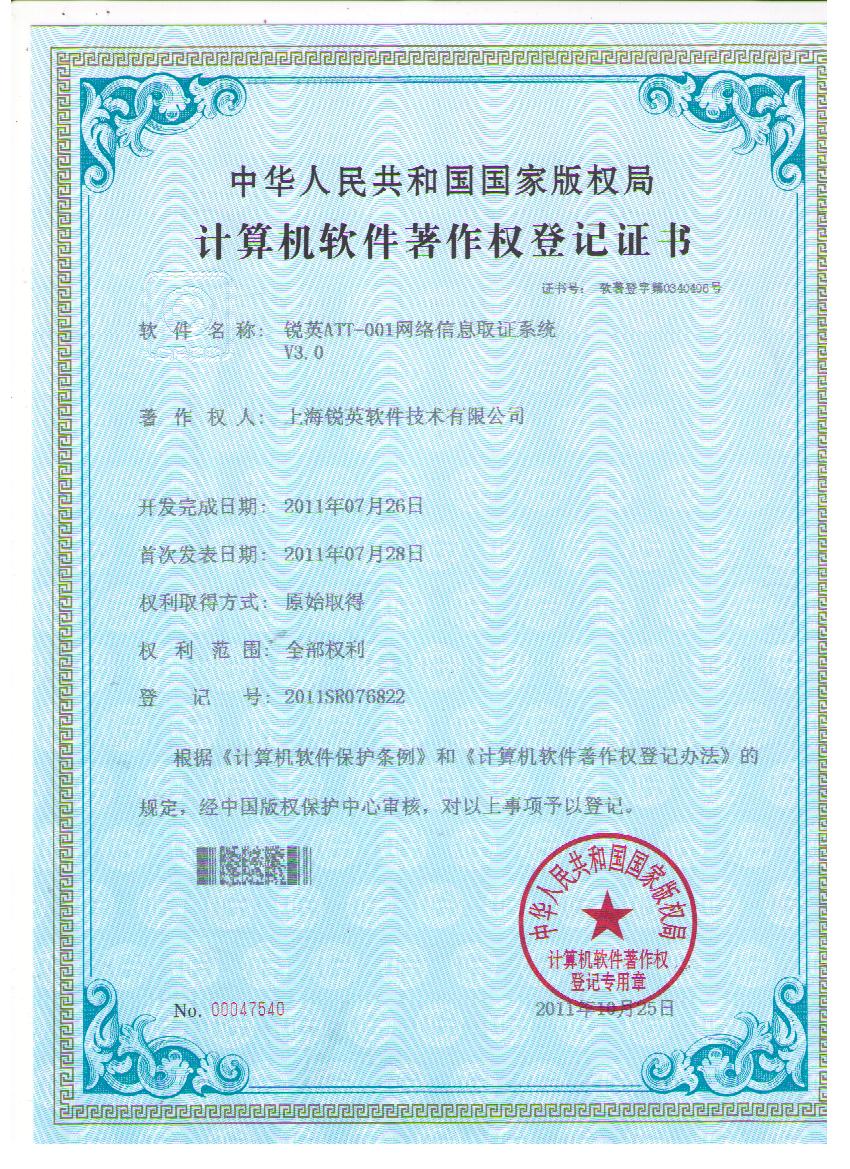 中华人民共和国国家版权局
计算机软件著作权登记证书
证书号： 软著登字第0340496号
软件名称： 锐英ATT-001网络信息取证系统
V3.0
著作权人： 上海锐英软件技术有限公司
开发完成日期： 2011年07月26日
首次发表日期： 2011年07月28日
权利取得方式： 原始取得
权利范围： 全部权利
登记号： 2011SR076822
根据《计算机软件保护条例》和《计算机软件著作权登记办法》的
规定，经中国版权保护中心审核，对以上事项予以登记。
中华人民共和国国家版权局
计算机软件著作权
登记专用章
No. 00047540
2011年10月25日